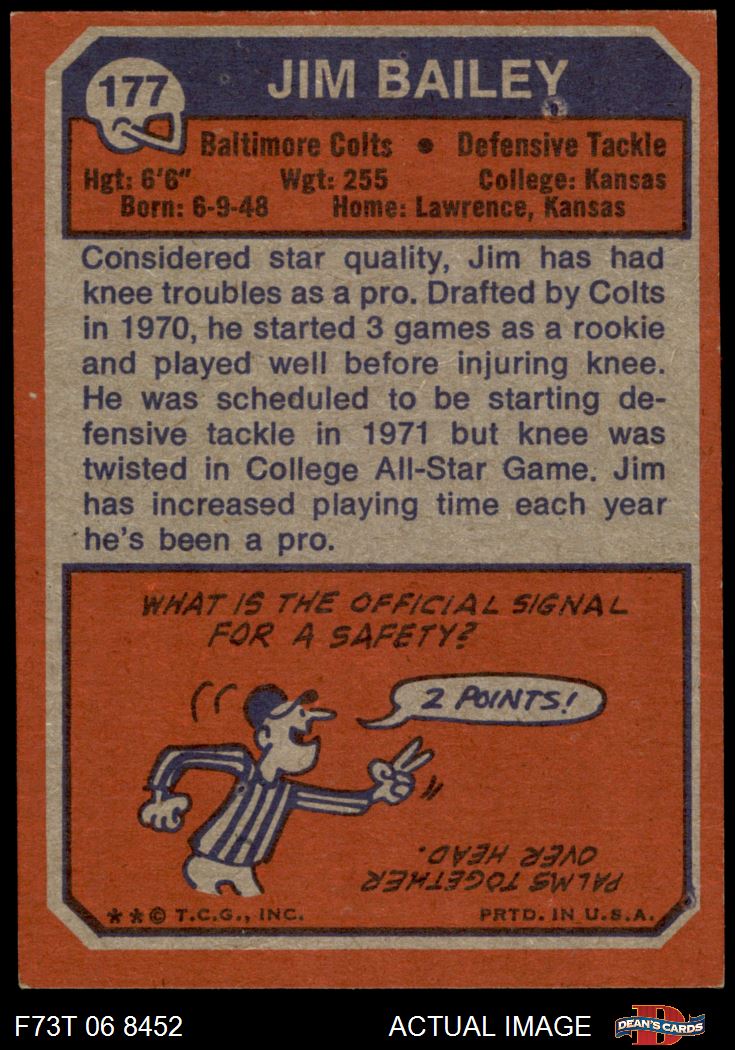 177
JIM BAILEY
Baltimore Colts • Defensive Tackle
Hgt: 6'6" Wgt: 255 College: Kansas
Born: 6-9-48 Home: Lawrence, Kansas
Considered star quality, Jim has had
knee troubles as a pro. Drafted by Colts
in 1970, he started 3 games as a rookie
and played well before injuring knee.
He was scheduled to be starting de-
fensive tackle in 1971 but knee was
twisted in College All-Star Game. Jim
has increased playing time each year
he's been a pro.
WHAT IS THE OFFICIAL SIGNAL
FOR A SAFETY?
2 POINTS!
PALMS TOGETHER
OVER HEAD.
**© T.C.G., INC. PRTD. IN U.S.A.
F73T 06 8452 ACTUAL IMAGE
D
DEAN'S CARDS